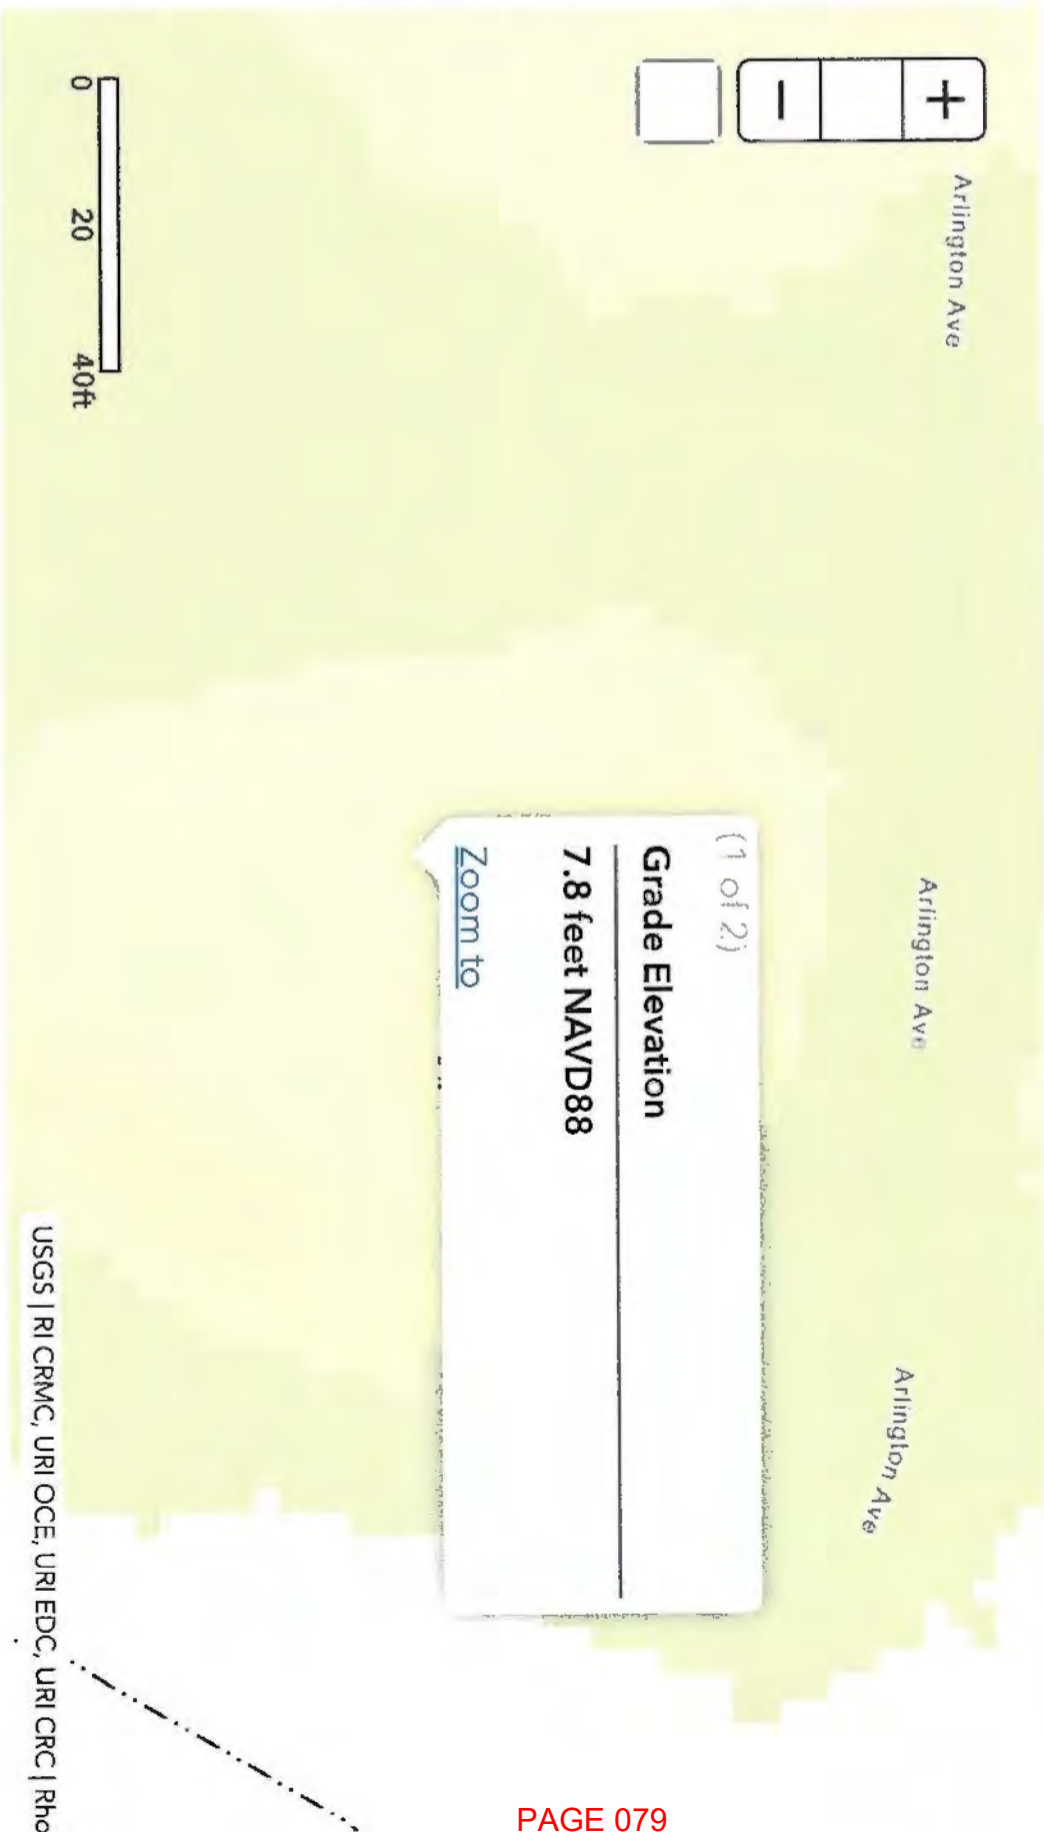 +
−
Arlington Ave
Arlington Ave
Arlington Ave
(1 of 2)
Grade Elevation
7.8 feet NAVD88
Zoom to
0 20 40ft
USGS | RI CRMC, URI OCE, URI EDC, URI CRC | Rho
PAGE 079